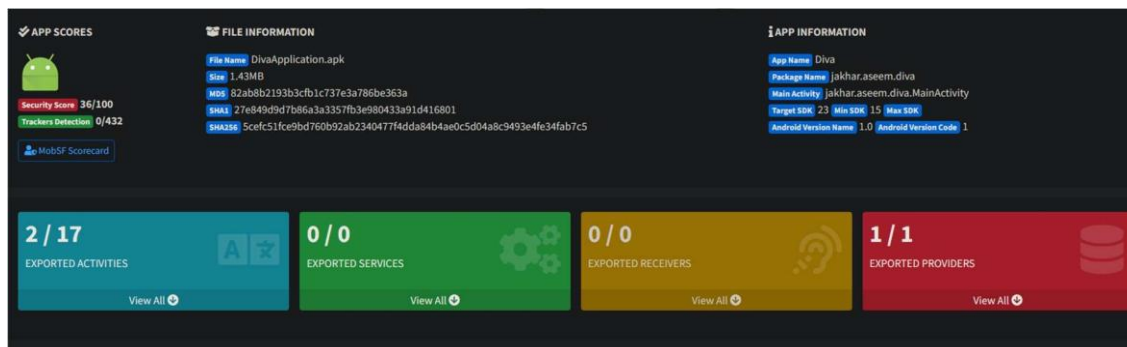 APP SCORES
Security Score 36/100
Trackers Detection 0/432
MobSF Scorecard
FILE INFORMATION
File Name DivaApplication.apk
Size 1.43MB
MD5 82ab8b2193b3cfb1c737e3a786be363a
SHA1 27e849d9d7b86a3a3357fb3e980433a91d416801
SHA256 5cefc51fce9bd760b92ab2340477f4dda84b4ae0c5d04a8c9493e4fe34fab7c5
APP INFORMATION
App Name Diva
Package Name jakhar.aseem.diva
Main Activity jakhar.aseem.diva.MainActivity
Target SDK 23 Min SDK 15 Max SDK
Android Version Name 1.0 Android Version Code 1
2 / 17
EXPORTED ACTIVITIES
View All
0 / 0
EXPORTED SERVICES
View All
0 / 0
EXPORTED RECEIVERS
View All
1 / 1
EXPORTED PROVIDERS
View All